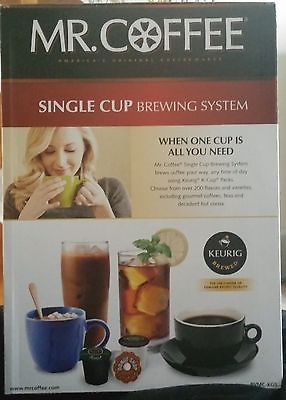 MR. COFFEE®
AMERICA'S ORIGINAL COFFEEMAKER
SINGLE CUP BREWING SYSTEM
WHEN ONE CUP IS
ALL YOU NEED
Mr. Coffee® Single Cup Brewing System
brews coffee your way, any time of day
using Keurig® K-Cup® Packs.
Choose from over 200 flavors and varieties,
including gourmet coffees, teas and
decadent hot cocoa.
KEURIG
BREWED
www.mrcoffee.com
BVMC-KG5